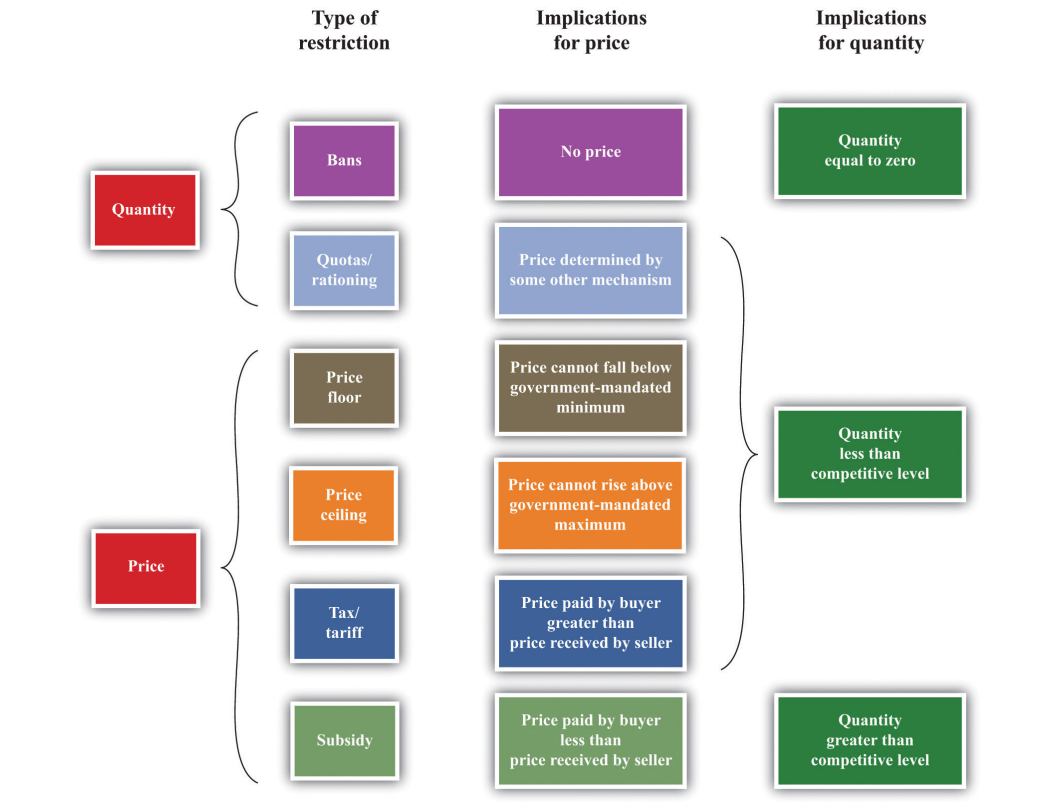 Type of
restriction
Implications
for price
Implications
for quantity
Quantity
Bans
No price
Quantity
equal to zero
Quotas/
rationing
Price determined by
some other mechanism
Price
floor
Price cannot fall below
government-mandated
minimum
Quantity
less than
competitive level
Price
ceiling
Price cannot rise above
government-mandated
maximum
Price
Tax/
tariff
Price paid by buyer
greater than
price received by seller
Subsidy
Price paid by buyer
less than
price received by seller
Quantity
greater than
competitive level